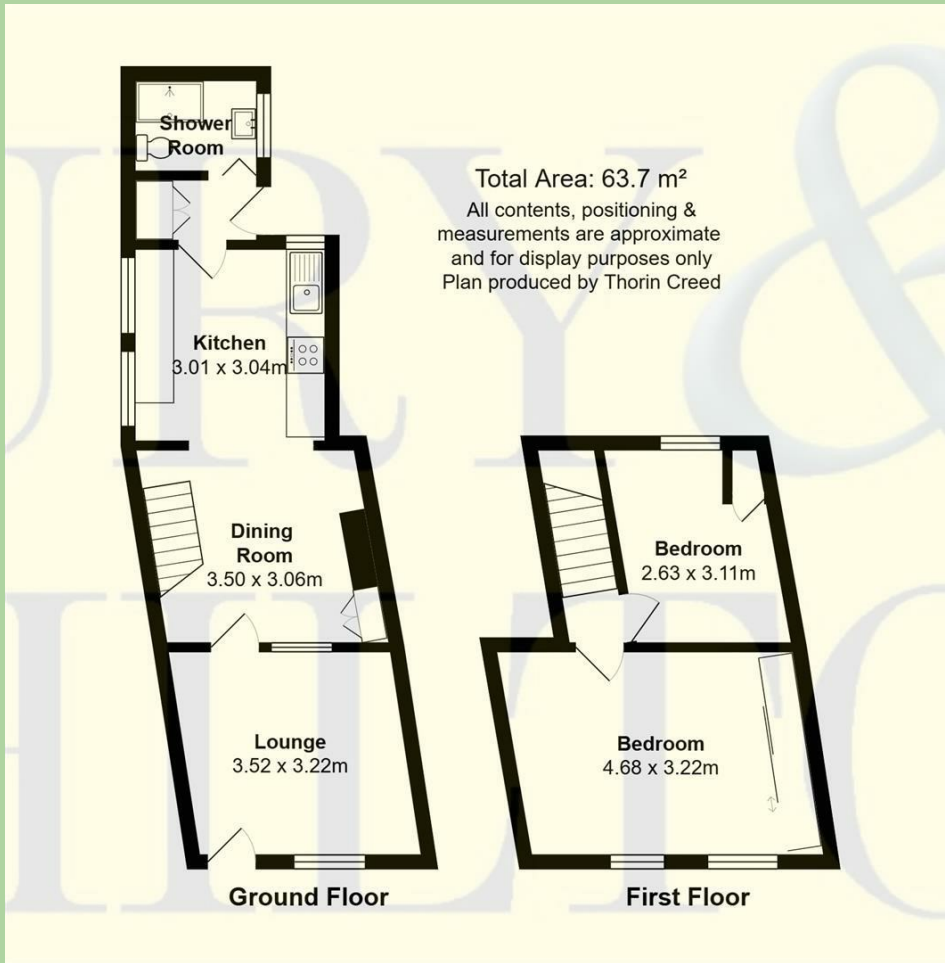 Shower
Room
Total Area: 63.7 m²
All contents, positioning &
measurements are approximate
and for display purposes only
Plan produced by Thorin Creed
Kitchen
3.01 x 3.04m
Dining
Room
3.50 x 3.06m
Bedroom
2.63 x 3.11m
Lounge
3.52 x 3.22m
Bedroom
4.68 x 3.22m
Ground Floor
First Floor
URY &
HILTO